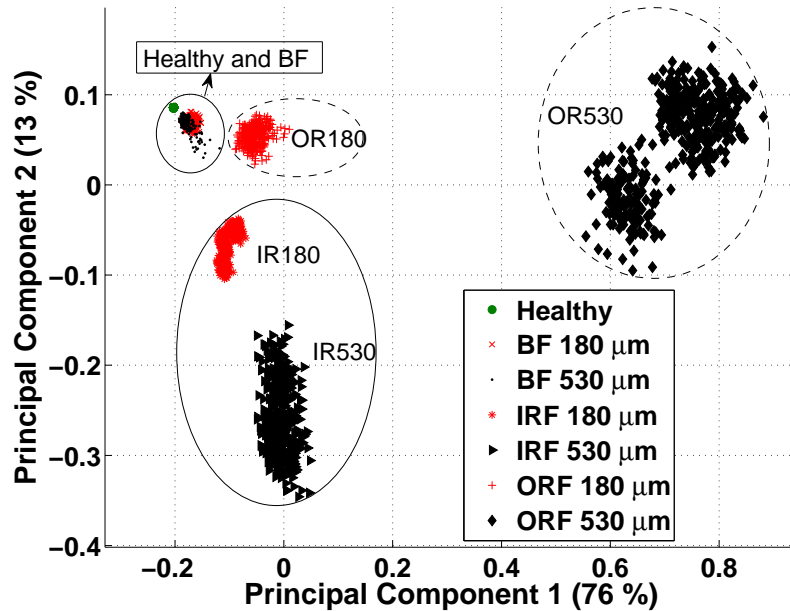 Healthy and BF
OR180
OR530
IR180
IR530
Principal Component 2 (13 %)
0.1
0
−0.1
−0.2
−0.3
−0.4
−0.2
0
0.2
0.4
0.6
0.8
Principal Component 1 (76 %)
Healthy
BF 180 μm
BF 530 μm
IRF 180 μm
IRF 530 μm
ORF 180 μm
ORF 530 μm